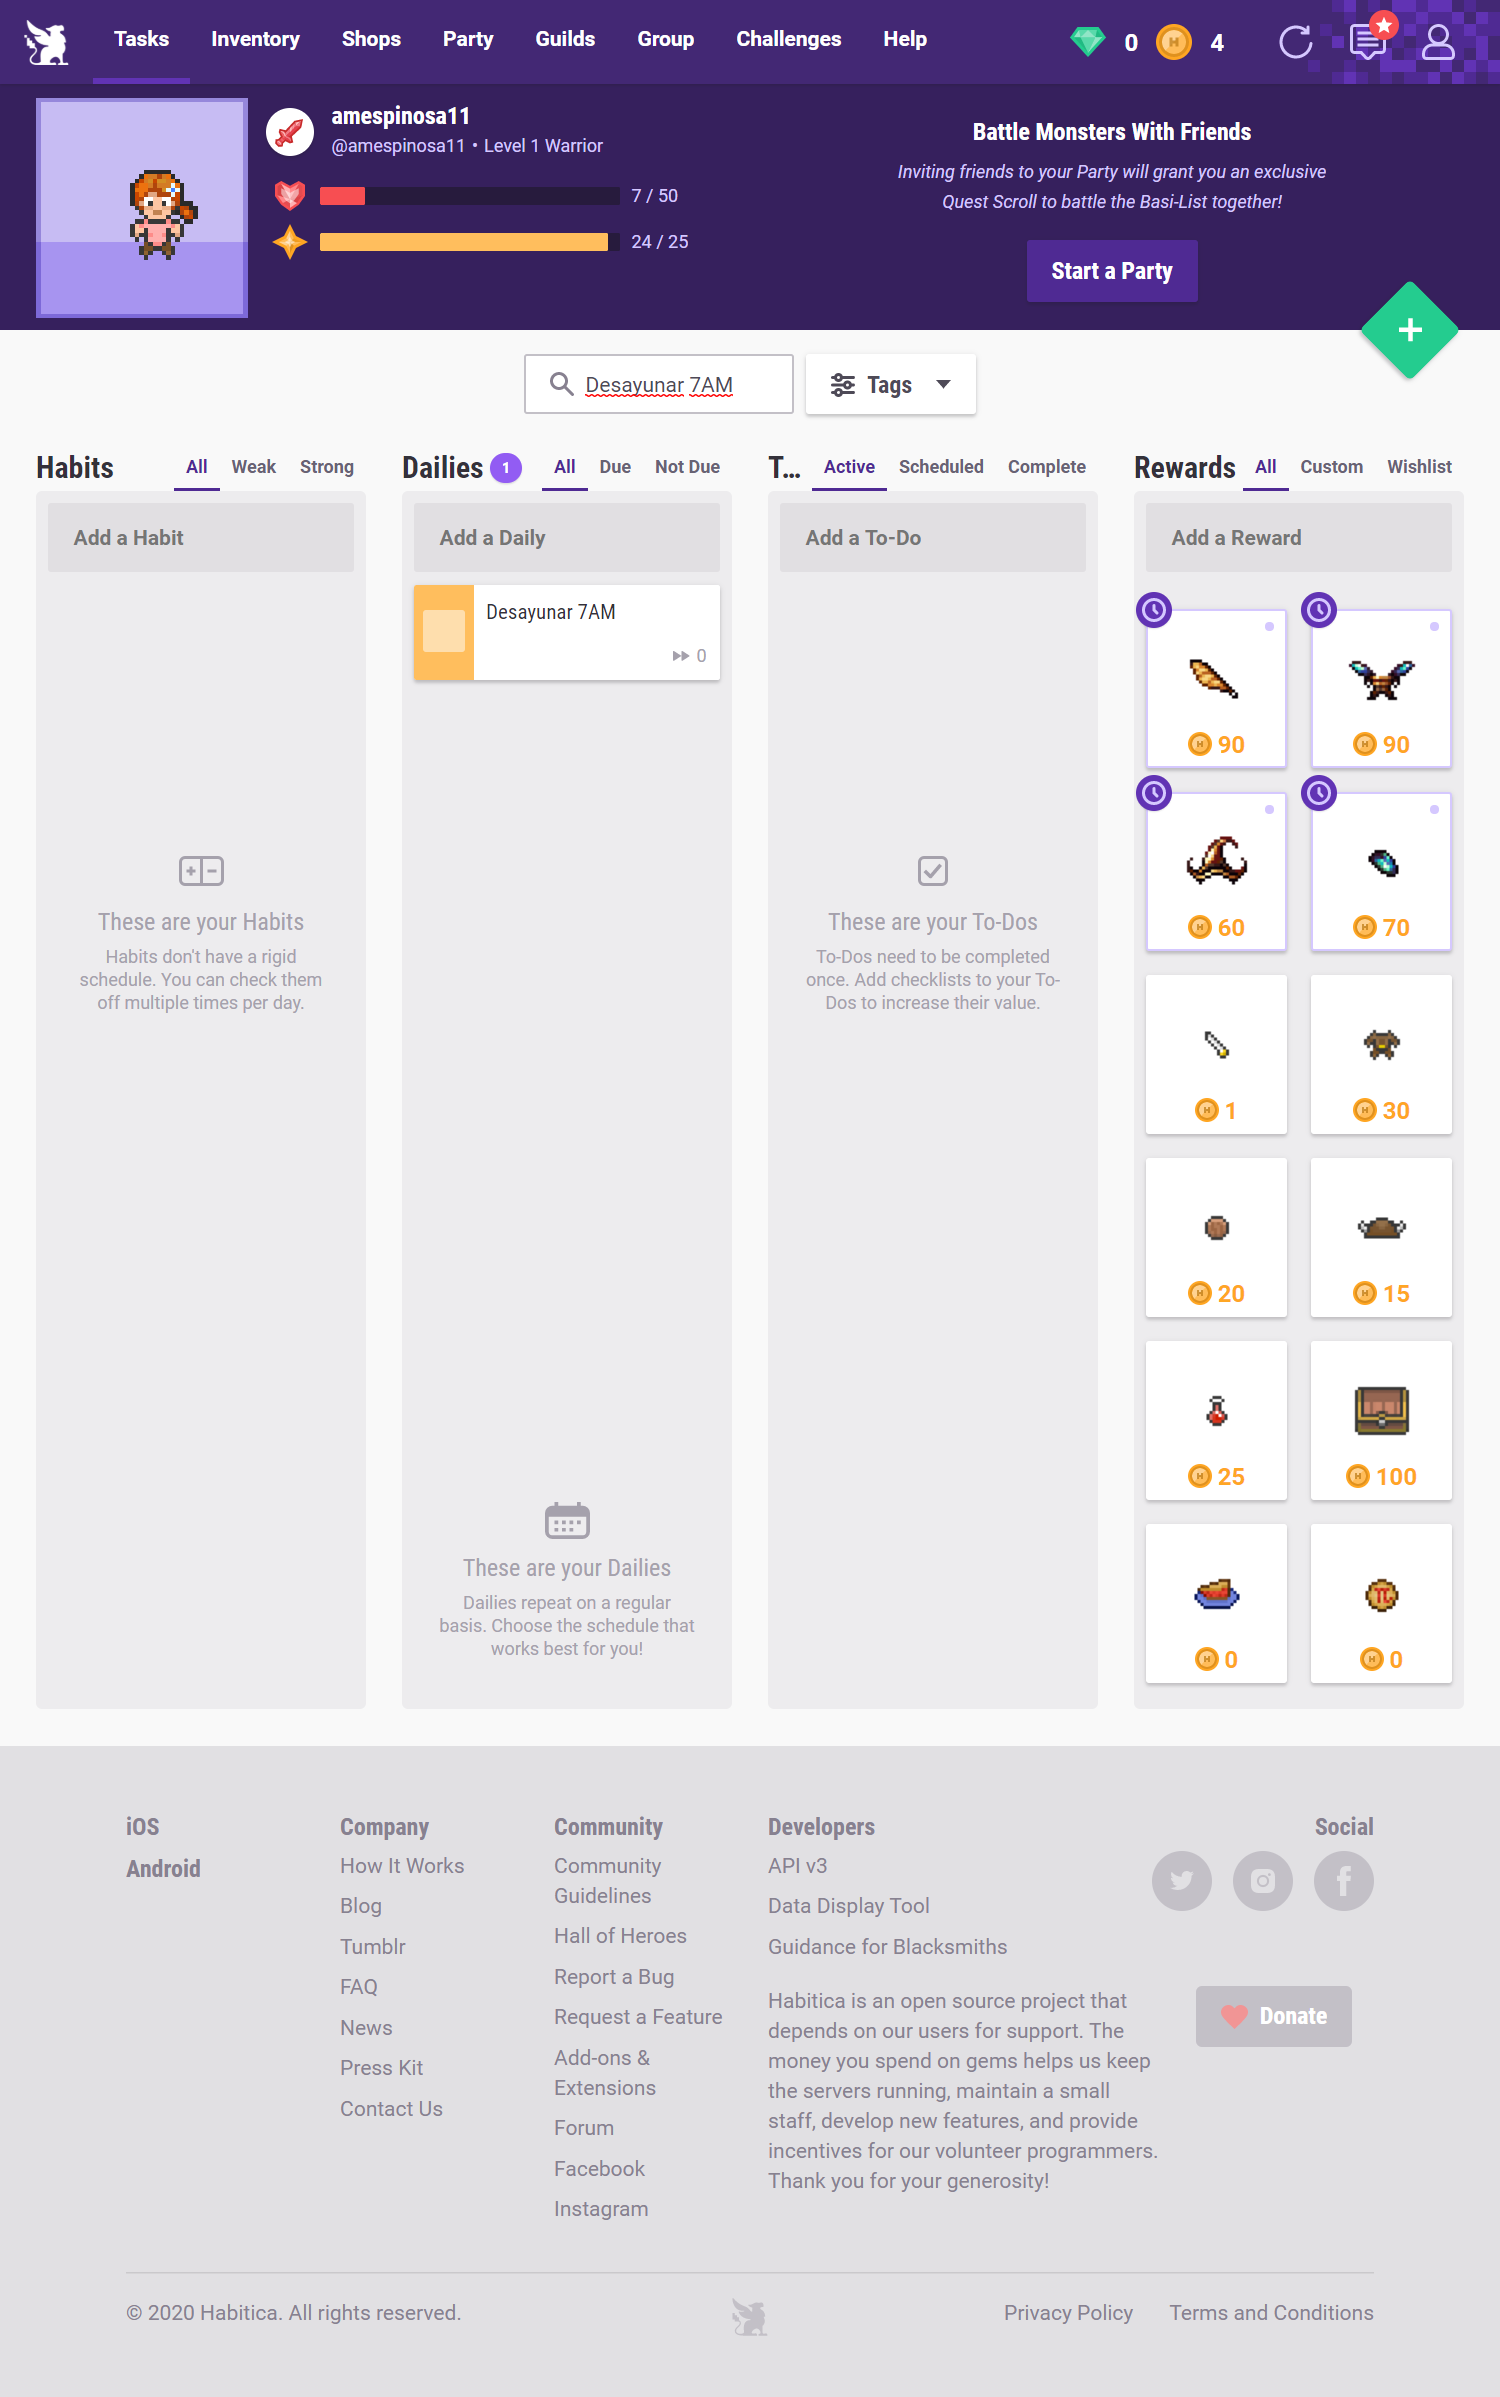 Tasks Inventory Shops Party Guilds Group Challenges Help 0 4
amespinosa11
@amespinosa11 • Level 1 Warrior
7 / 50
24 / 25
Battle Monsters With Friends
Inviting friends to your Party will grant you an exclusive
Quest Scroll to battle the Basi-List together!
Start a Party
Desayunar 7AM
Tags
Habits All Weak Strong
Add a Habit
These are your Habits
Habits don't have a rigid
schedule. You can check them
off multiple times per day.
Dailies 1 All Due Not Due
Add a Daily
Desayunar 7AM
0
These are your Dailies
Dailies repeat on a regular
basis. Choose the schedule that
works best for you!
T... Active Scheduled Complete
Add a To-Do
These are your To-Dos
To-Dos need to be completed
once. Add checklists to your To-
Dos to increase their value.
Rewards All Custom Wishlist
Add a Reward
90 90
60 70
1 30
20 15
25 100
0 0
iOS
Android
Company
How It Works
Blog
Tumblr
FAQ
News
Press Kit
Contact Us
Community
Community
Guidelines
Hall of Heroes
Report a Bug
Request a Feature
Add-ons &
Extensions
Forum
Facebook
Instagram
Developers
API v3
Data Display Tool
Guidance for Blacksmiths
Habitica is an open source project that
depends on our users for support. The
money you spend on gems helps us keep
the servers running, maintain a small
staff, develop new features, and provide
incentives for our volunteer programmers.
Thank you for your generosity!
Social
Donate
© 2020 Habitica. All rights reserved.
Privacy Policy Terms and Conditions